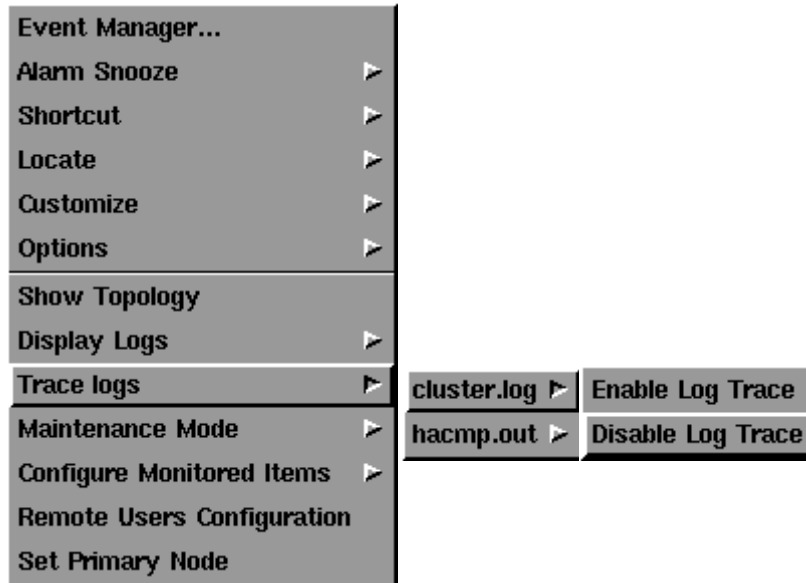 Event Manager...
Alarm Snooze
Shortcut
Locate
Customize
Options
Show Topology
Display Logs
Trace logs
cluster.log
Enable Log Trace
hacmp.out
Disable Log Trace
Maintenance Mode
Configure Monitored Items
Remote Users Configuration
Set Primary Node